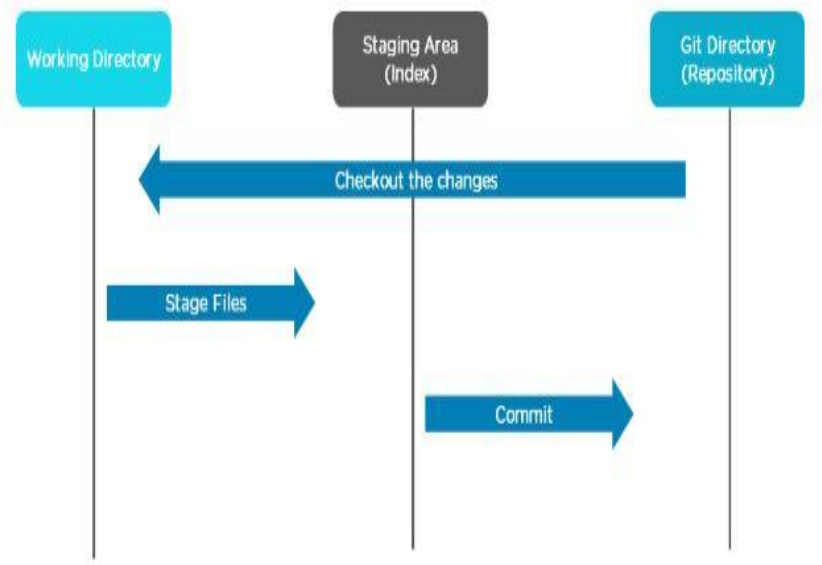 Working Directory
Staging Area
(Index)
Git Directory
(Repository)
Checkout the changes
Stage Files
Commit